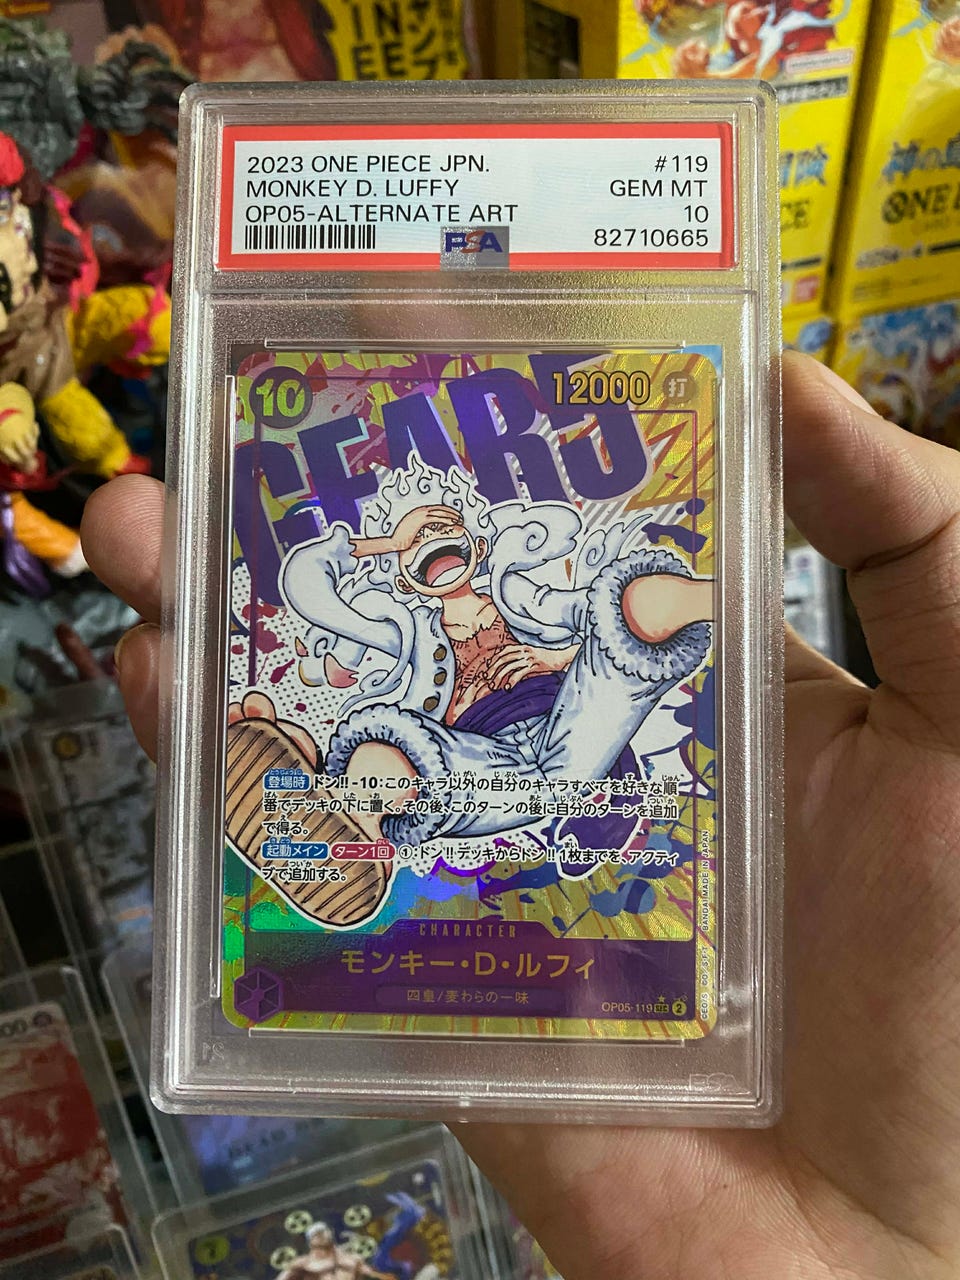 2023 ONE PIECE JPN. #119
MONKEY D. LUFFY GEM MT
OP05-ALTERNATE ART 10
PSA 82710665
10 12000 打
GEAR5
登場時 ドン!!-10:このキャラ以外の自分のキャラすべてを好きな順
番でデッキの下に置く。その後、このターンの後に自分のターンを追加
で得る。
起動メイン ターン1回 ①:ドン!!デッキからドン!!1枚までを、アクティ
ブで追加する。
CHARACTER
モンキー・D・ルフィ
四皇/麦わらの一味
OP05-119 SEC 2
BANDAI MADE IN JAPAN
ONE